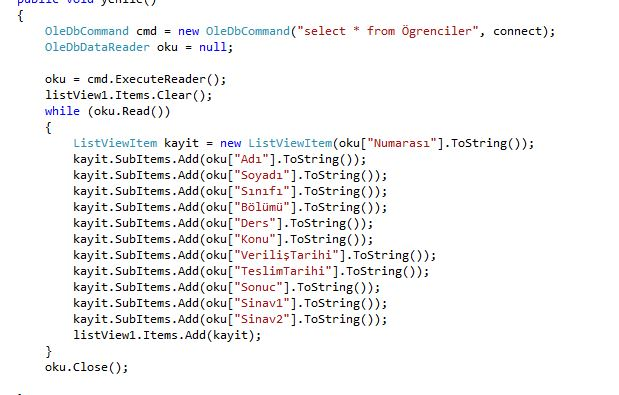 public void yenile()
{
OleDbCommand cmd = new OleDbCommand("select * from Ögrenciler", connect);
OleDbDataReader oku = null;
oku = cmd.ExecuteReader();
listView1.Items.Clear();
while (oku.Read())
{
ListViewItem kayit = new ListViewItem(oku["Numarası"].ToString());
kayit.SubItems.Add(oku["Adı"].ToString());
kayit.SubItems.Add(oku["Soyadı"].ToString());
kayit.SubItems.Add(oku["Sınıfı"].ToString());
kayit.SubItems.Add(oku["Bölümü"].ToString());
kayit.SubItems.Add(oku["Ders"].ToString());
kayit.SubItems.Add(oku["Konu"].ToString());
kayit.SubItems.Add(oku["VerilişTarihi"].ToString());
kayit.SubItems.Add(oku["TeslimTarihi"].ToString());
kayit.SubItems.Add(oku["Sonuc"].ToString());
kayit.SubItems.Add(oku["Sinav1"].ToString());
kayit.SubItems.Add(oku["Sinav2"].ToString());
listView1.Items.Add(kayit);
}
oku.Close();